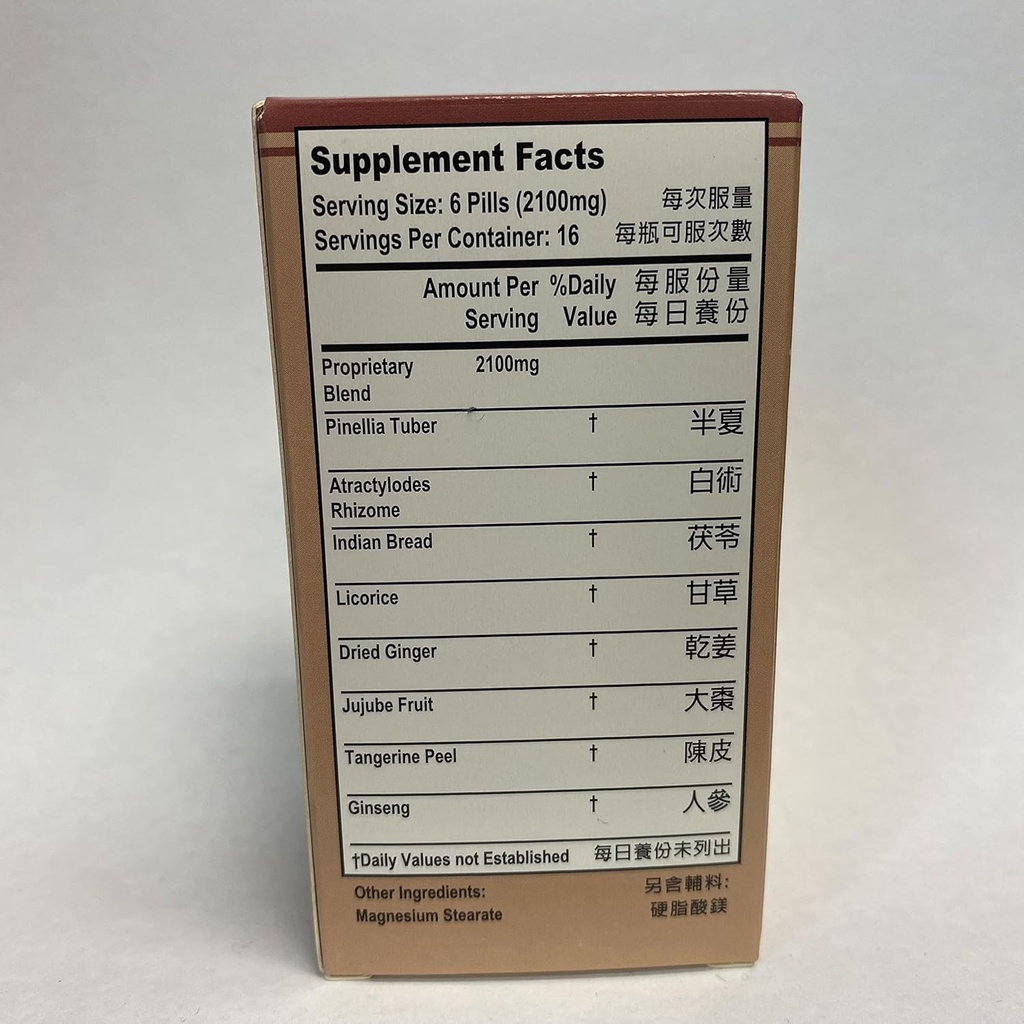 Supplement Facts
Serving Size: 6 Pills (2100mg) 每次服量
Servings Per Container: 16 每瓶可服次數
Amount Per %Daily 每服份量
Serving Value 每日養份
Proprietary 2100mg
Blend
Pinellia Tuber † 半夏
Atractylodes † 白術
Rhizome
Indian Bread † 茯苓
Licorice † 甘草
Dried Ginger † 乾姜
Jujube Fruit † 大棗
Tangerine Peel † 陳皮
Ginseng † 人參
†Daily Values not Established 每日養份未列出
Other Ingredients: 另含輔料:
Magnesium Stearate 硬脂酸鎂